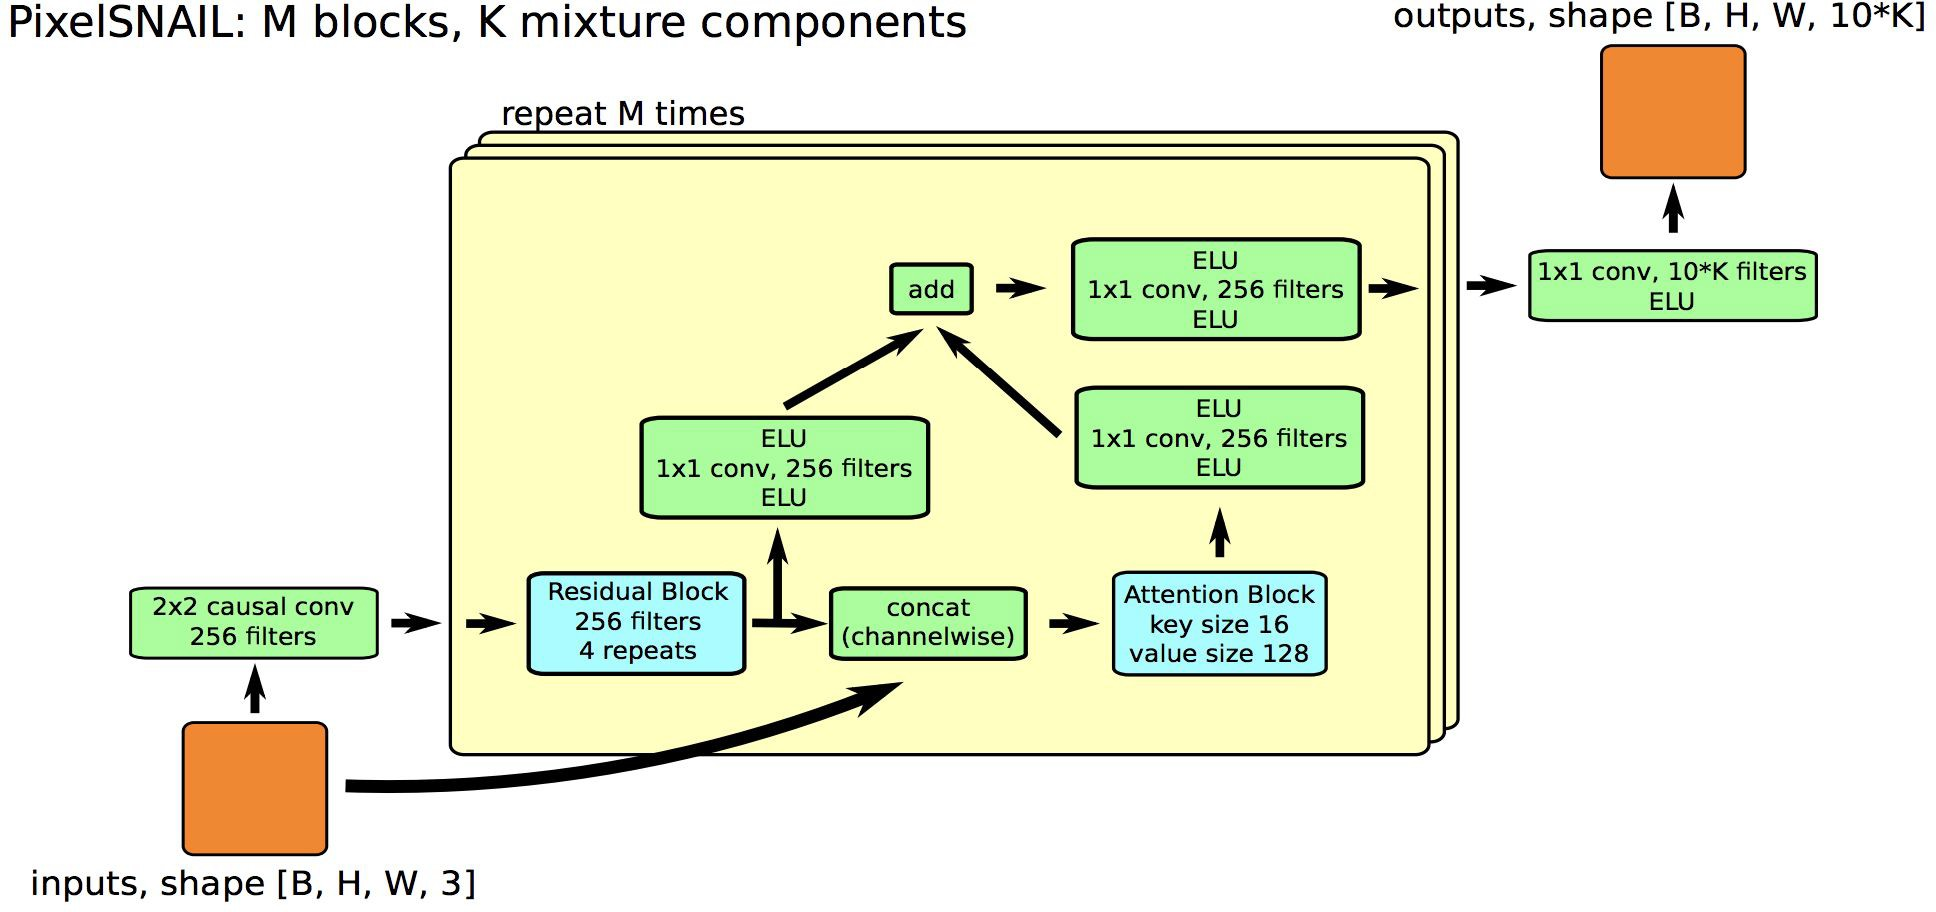 PixelSNAIL: M blocks, K mixture components
outputs, shape [B, H, W, 10*K]
repeat M times
add
ELU
1x1 conv, 256 filters
ELU
1x1 conv, 10*K filters
ELU
ELU
1x1 conv, 256 filters
ELU
ELU
1x1 conv, 256 filters
ELU
2x2 causal conv
256 filters
Residual Block
256 filters
4 repeats
concat
(channelwise)
Attention Block
key size 16
value size 128
inputs, shape [B, H, W, 3]